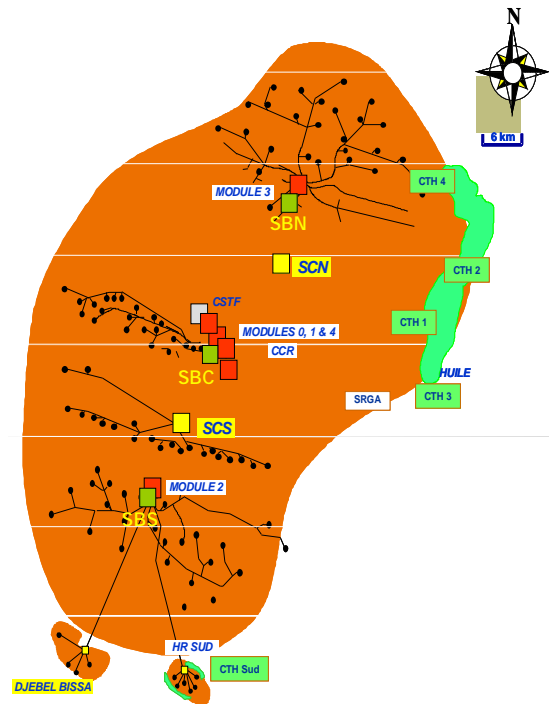 N
6 km
MODULE 3
CTH 4
SBN
SCN
CTH 2
CSTF
CTH 1
MODULES 0, 1 & 4
CCR
SBC
HUILE
CTH 3
SRGA
SCS
MODULE 2
SBS
HR SUD
CTH Sud
DJEBEL BISSA